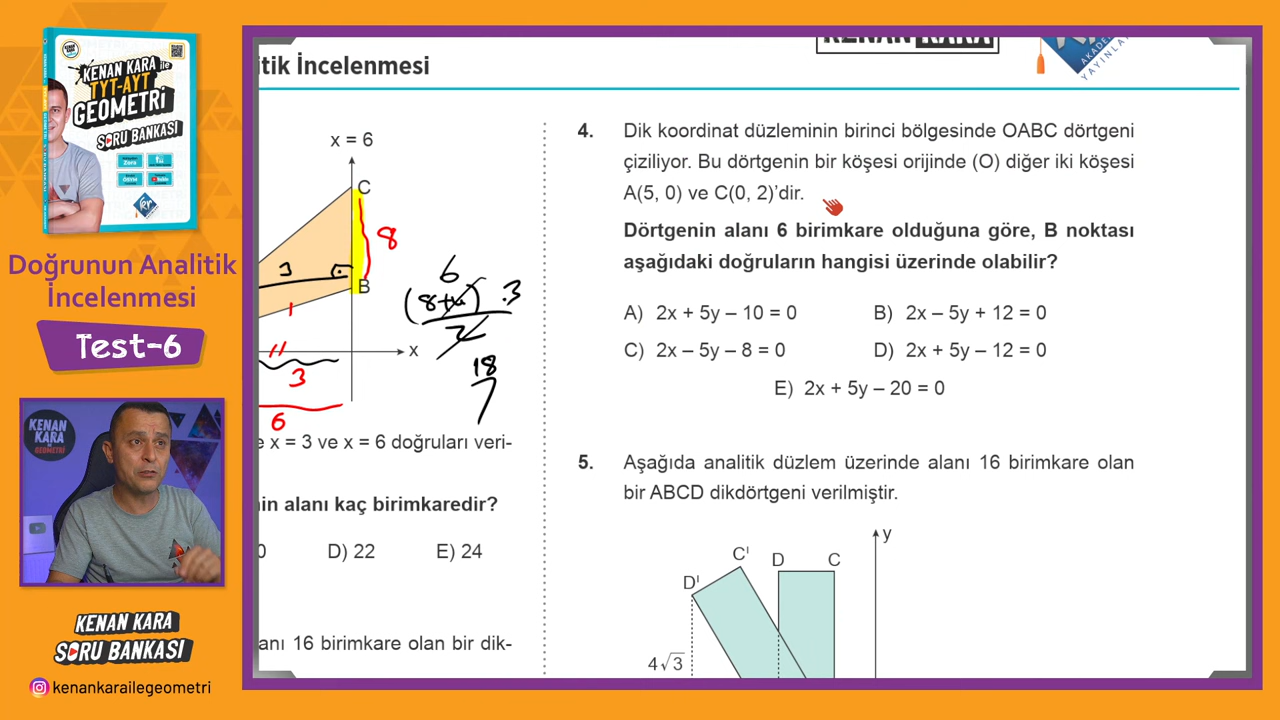 KENAN KARA ile
TYT-AYT
GEOMETRİ
SORU BANKASI
Doğrunun Analitik
İncelenmesi
Test-6
KENAN KARA
SORU BANKASI
kenankarailegeometri
itik İncelenmesi
KENAN KARA
YAYINLAR
x = 6
C
8
3
B
1
x
11
3
6
6
(8+4) .3
2
18
e x = 3 ve x = 6 doğruları veri-
in alanı kaç birimkaredir?
0 D) 22 E) 24
anı 16 birimkare olan bir dik-
4. Dik koordinat düzleminin birinci bölgesinde OABC dörtgeni
çiziliyor. Bu dörtgenin bir köşesi orijinde (O) diğer iki köşesi
A(5, 0) ve C(0, 2)'dir.
Dörtgenin alanı 6 birimkare olduğuna göre, B noktası
aşağıdaki doğruların hangisi üzerinde olabilir?
A) 2x + 5y – 10 = 0 B) 2x – 5y + 12 = 0
C) 2x – 5y – 8 = 0 D) 2x + 5y – 12 = 0
E) 2x + 5y – 20 = 0
5. Aşağıda analitik düzlem üzerinde alanı 16 birimkare olan
bir ABCD dikdörtgeni verilmiştir.
y
C' D C
D'
4√3